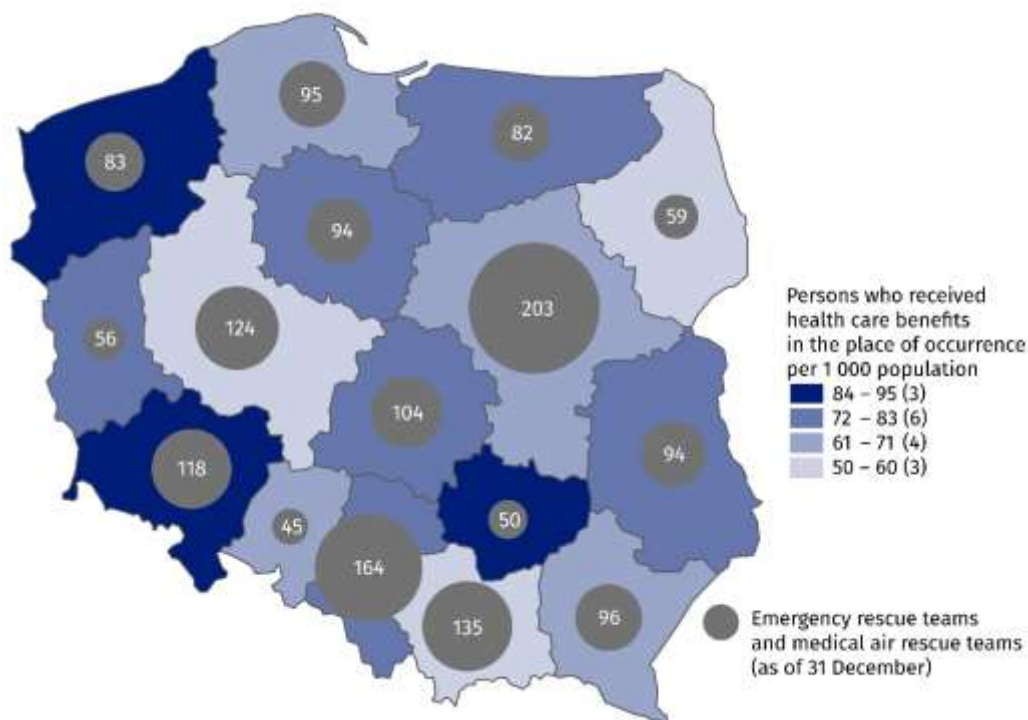 95
83
82
59
94
203
124
56
104
94
118
50
45
164
135
96
Persons who received
health care benefits
in the place of occurrence
per 1 000 population
84 – 95 (3)
72 – 83 (6)
61 – 71 (4)
50 – 60 (3)
Emergency rescue teams
and medical air rescue teams
(as of 31 December)